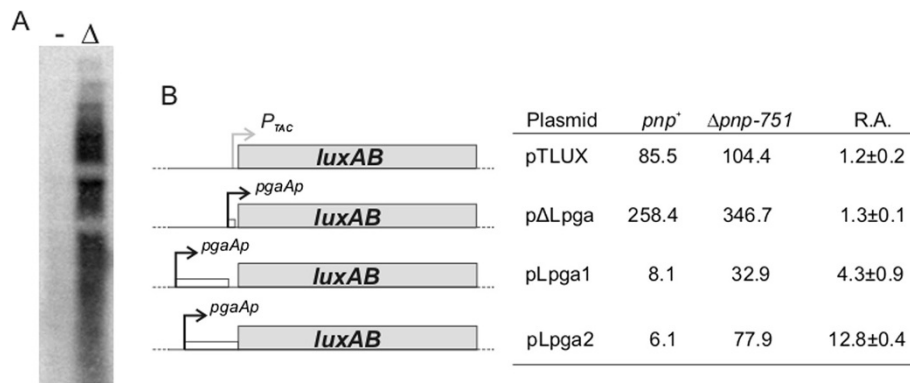 A
- Δ
B
P_TAC
luxAB
pgaAp
luxAB
pgaAp
luxAB
pgaAp
luxAB
Plasmid pnp⁺ Δpnp-751 R.A.
pTLUX 85.5 104.4 1.2±0.2
pΔLpga 258.4 346.7 1.3±0.1
pLpga1 8.1 32.9 4.3±0.9
pLpga2 6.1 77.9 12.8±0.4